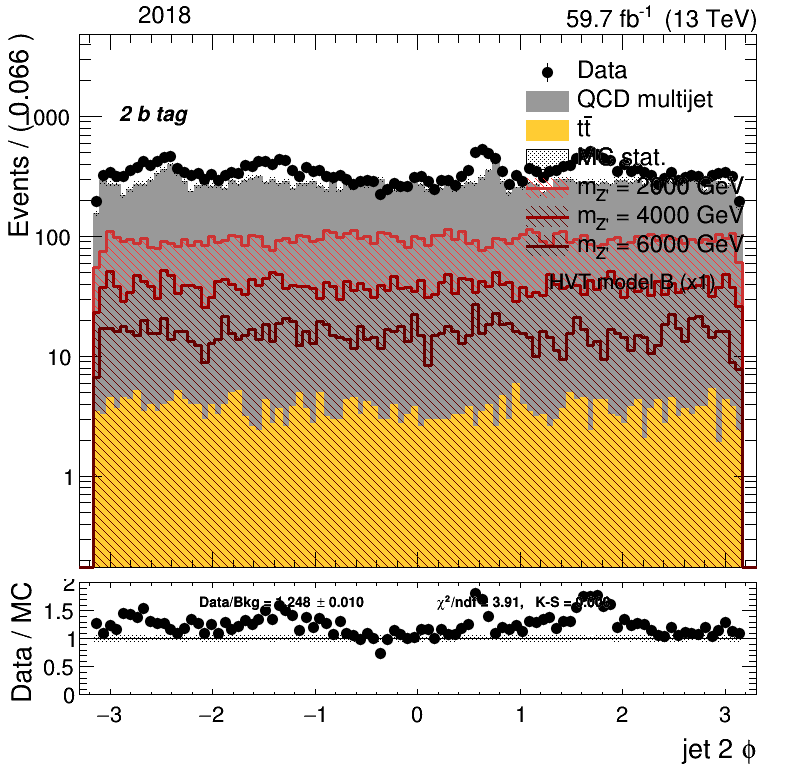 2018 59.7 fb⁻¹ (13 TeV)
Events / ( 0.066 )
2 b tag
Data
QCD multijet
tt̄
MC stat.
m_Z' = 2000 GeV
m_Z' = 4000 GeV
m_Z' = 6000 GeV
HVT model B (x1)
1000
100
10
1
Data / MC
2
1.5
1
0.5
0
Data/Bkg = 1.248 ± 0.010 χ²/ndf = 3.91, K-S =
−3 −2 −1 0 1 2 3
jet 2 ϕ